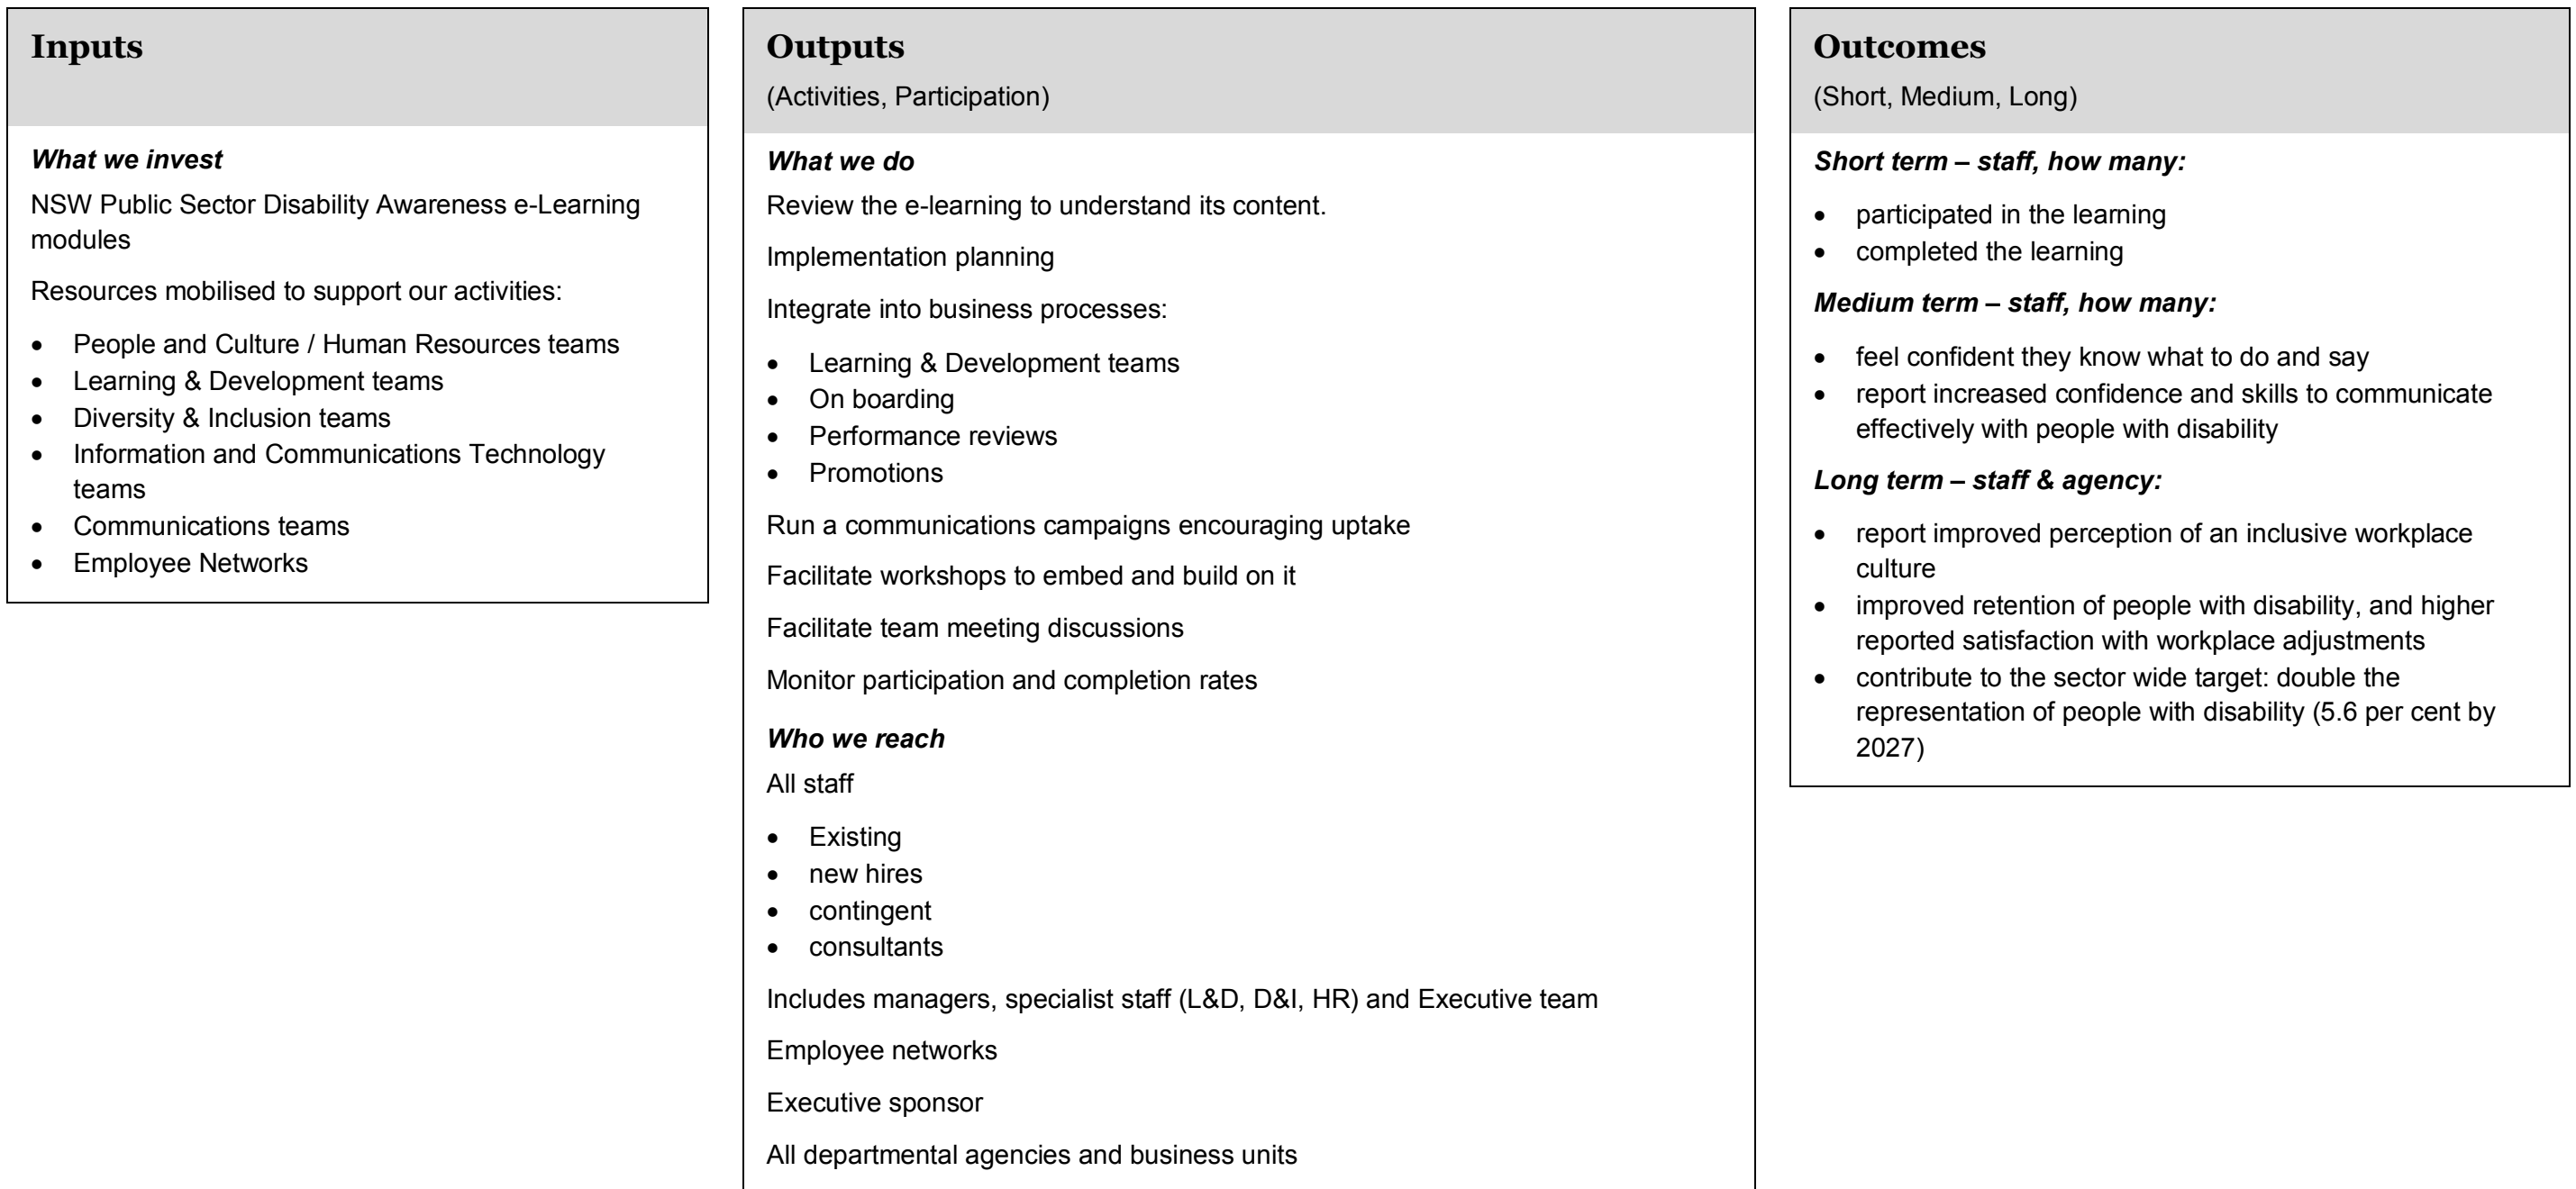 Inputs
What we invest
NSW Public Sector Disability Awareness e-Learning
modules
Resources mobilised to support our activities:
• People and Culture / Human Resources teams
• Learning & Development teams
• Diversity & Inclusion teams
• Information and Communications Technology
teams
• Communications teams
• Employee Networks
Outputs
(Activities, Participation)
What we do
Review the e-learning to understand its content.
Implementation planning
Integrate into business processes:
• Learning & Development teams
• On boarding
• Performance reviews
• Promotions
Run a communications campaigns encouraging uptake
Facilitate workshops to embed and build on it
Facilitate team meeting discussions
Monitor participation and completion rates
Who we reach
All staff
• Existing
• new hires
• contingent
• consultants
Includes managers, specialist staff (L&D, D&I, HR) and Executive team
Employee networks
Executive sponsor
All departmental agencies and business units
Outcomes
(Short, Medium, Long)
Short term – staff, how many:
• participated in the learning
• completed the learning
Medium term – staff, how many:
• feel confident they know what to do and say
• report increased confidence and skills to communicate
effectively with people with disability
Long term – staff & agency:
• report improved perception of an inclusive workplace
culture
• improved retention of people with disability, and higher
reported satisfaction with workplace adjustments
• contribute to the sector wide target: double the
representation of people with disability (5.6 per cent by
2027)